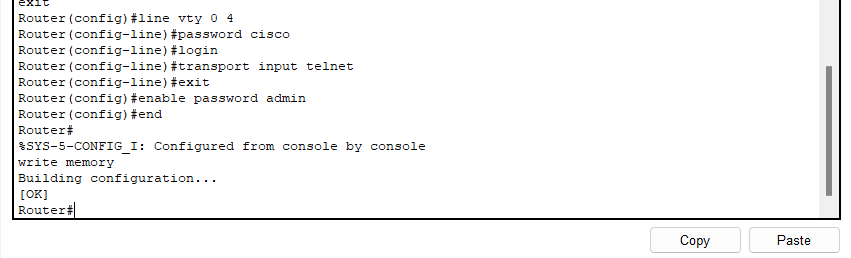 exit
Router(config)#line vty 0 4
Router(config-line)#password cisco
Router(config-line)#login
Router(config-line)#transport input telnet
Router(config-line)#exit
Router(config)#enable password admin
Router(config)#end
Router#
%SYS-5-CONFIG_I: Configured from console by console
write memory
Building configuration...
[OK]
Router#
Copy
Paste